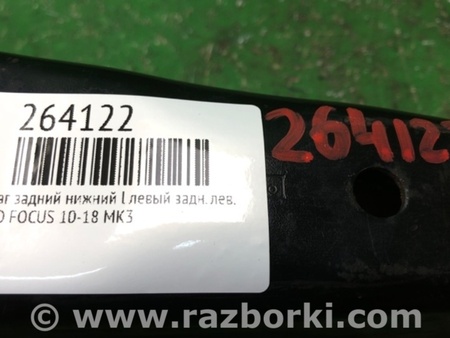 264122
264122
аг задний нижний l левый задн. лев.
D FOCUS 10-18 MK3
www.razborki.com